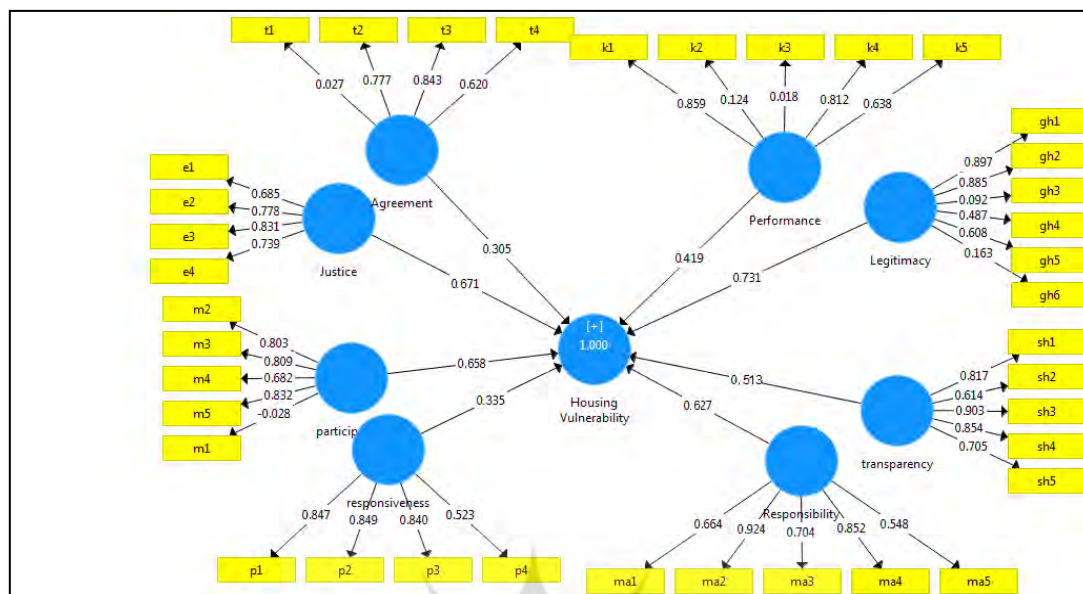 t1 t2 t3 t4
k1 k2 k3 k4 k5
0.027 0.777 0.843 0.620
0.859 0.124 0.018 0.812 0.638
Agreement
Performance
e1
e2
e3
e4
0.685
0.778
0.831
0.739
Justice
gh1
gh2
gh3
gh4
gh5
gh6
0.897
0.885
0.092
0.487
0.608
0.163
Legitimacy
0.305
0.419
0.671
0.731
m2
m3
m4
m5
m1
0.803
0.809
0.682
0.832
-0.028
particip
0.658
0.335
[+]
1.000
Housing
Vulnerability
0.513
0.627
sh1
sh2
sh3
sh4
sh5
0.817
0.614
0.903
0.854
0.705
transparency
responsiveness
0.847 0.849 0.840 0.523
p1 p2 p3 p4
Responsibility
0.664 0.924 0.704 0.852 0.548
ma1 ma2 ma3 ma4 ma5